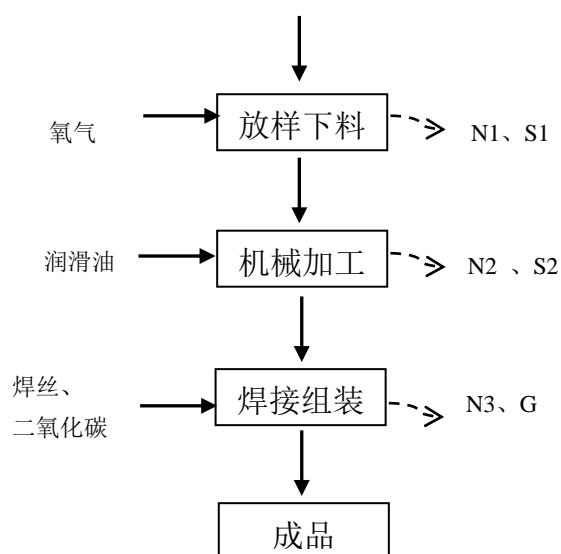 氧气
放样下料
N1、S1
润滑油
机械加工
N2 、S2
焊丝、
二氧化碳
焊接组装
N3、G
成品